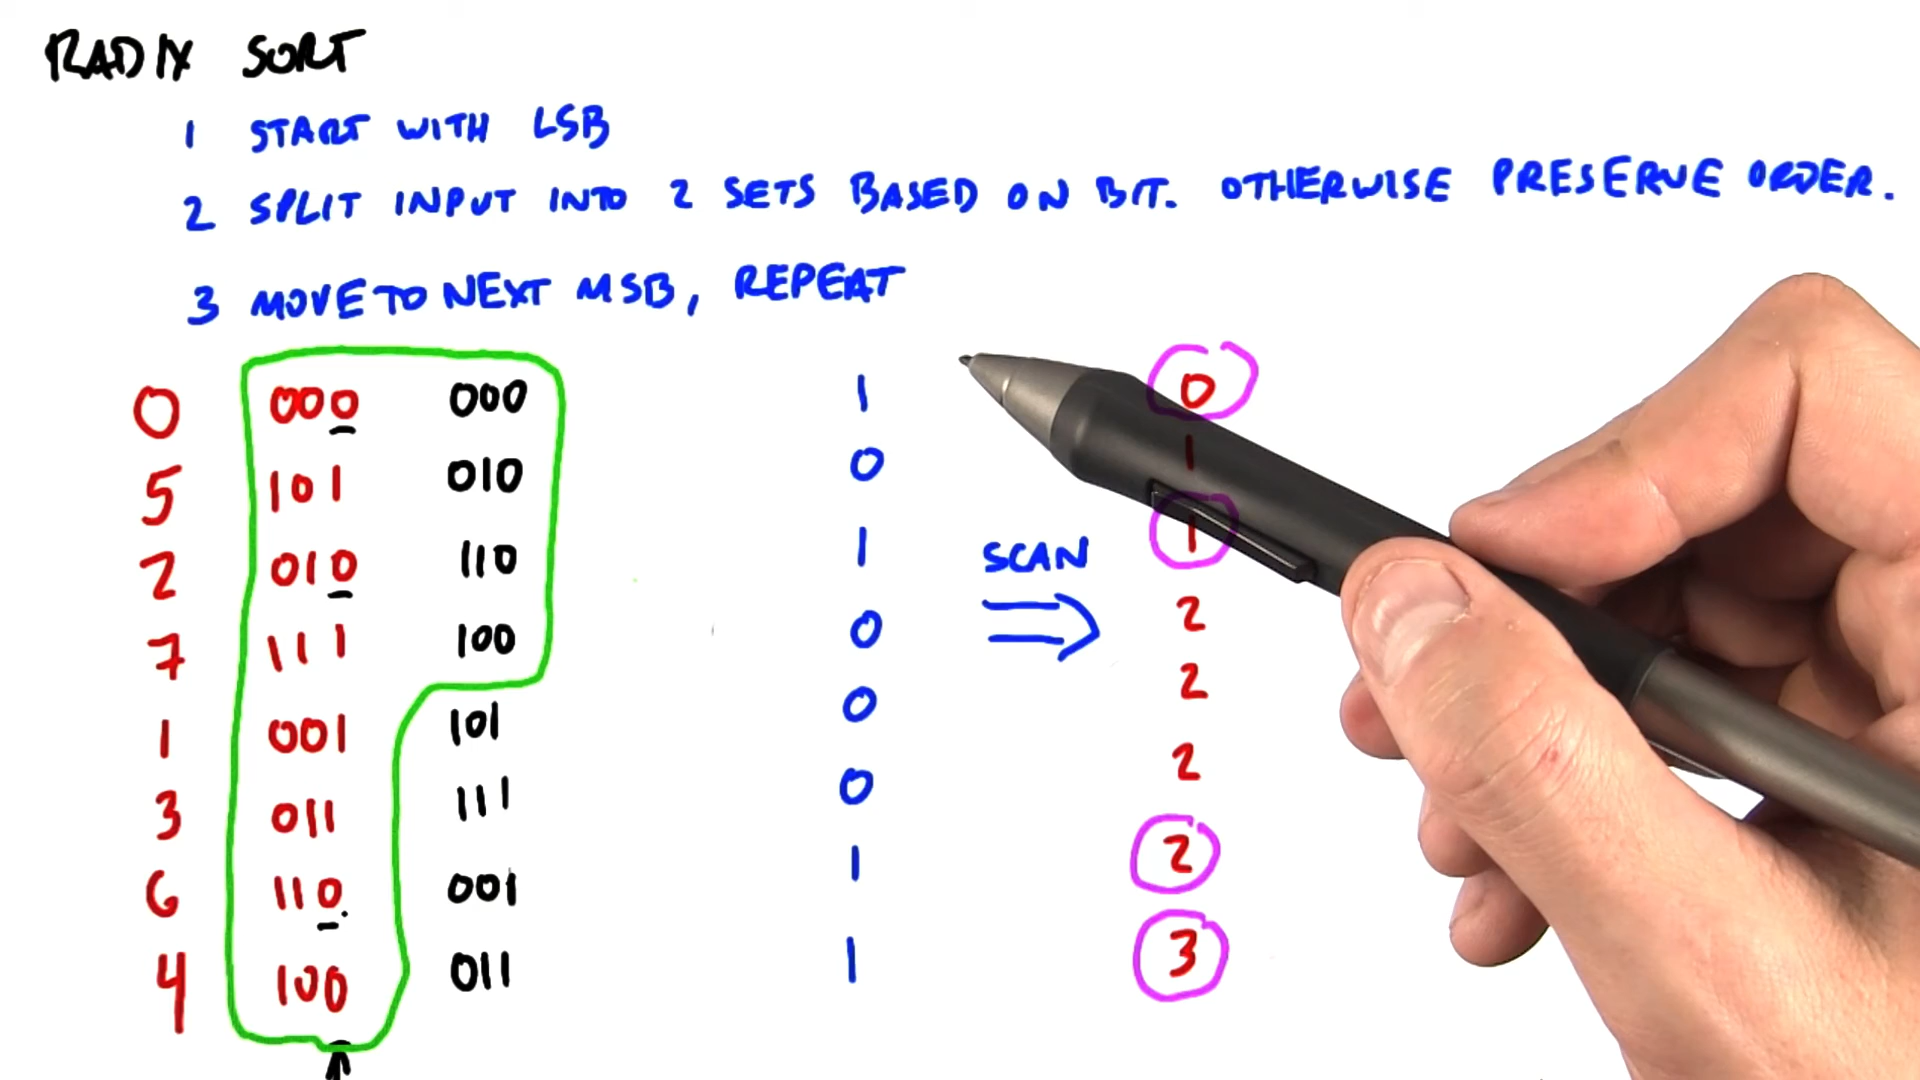 RADIX SORT
1 START WITH LSB
2 SPLIT INPUT INTO 2 SETS BASED ON BIT. OTHERWISE PRESERVE ORDER.
3 MOVE TO NEXT MSB, REPEAT
0 000 000 1 0
5 101 010 0 1
2 010 110 1 1
SCAN
7 111 100 0 2
1 001 101 0 2
3 011 111 0 2
6 110 001 1 2
4 100 011 1 3